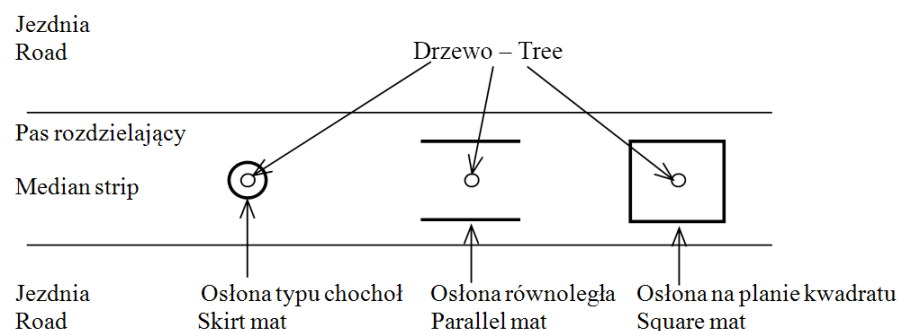 Jezdnia
Road
Drzewo – Tree
Pas rozdzielający
Median strip
Jezdnia
Road
Osłona typu chochoł
Skirt mat
Osłona równoległa
Parallel mat
Osłona na planie kwadratu
Square mat